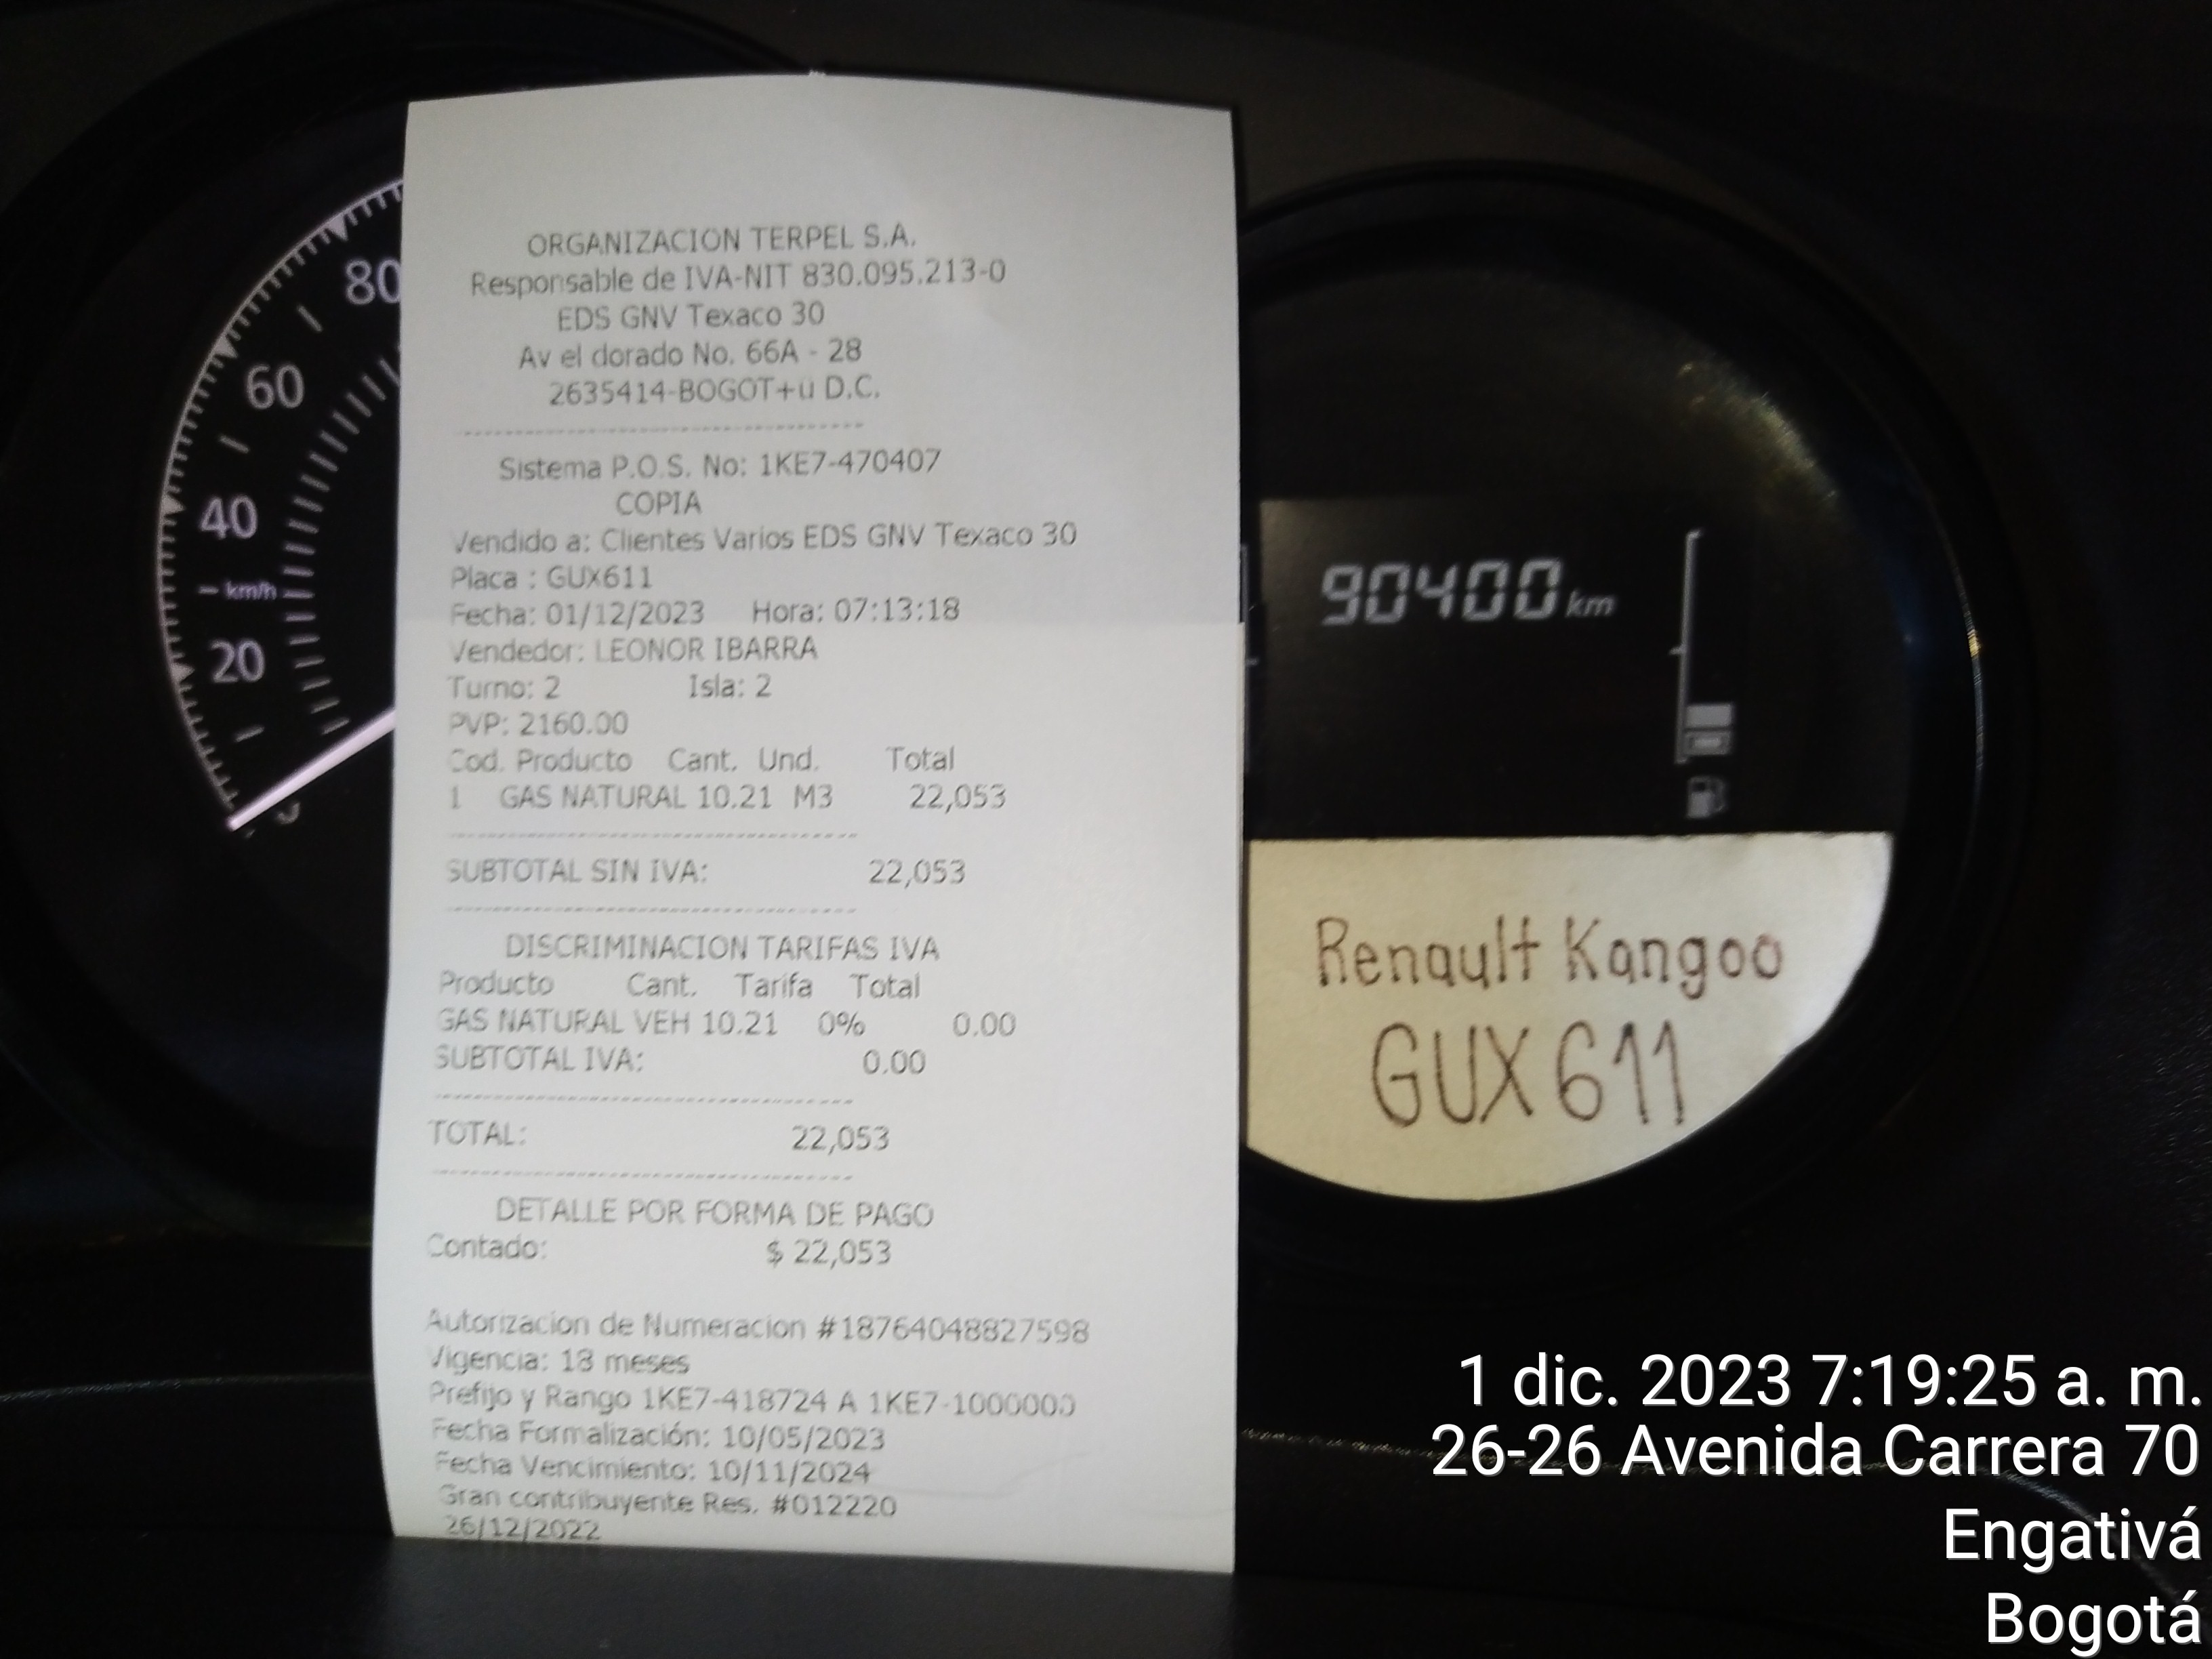 ORGANIZACION TERPEL S.A.
Responsable de IVA-NIT 830.095.213-0
EDS GNV Texaco 30
Av el dorado No. 66A - 28
2635414-BOGOT+u D.C.
Sistema P.O.S. No: 1KE7-470407
COPIA
Vendido a: Clientes Varios EDS GNV Texaco 30
Placa : GUX611
Fecha: 01/12/2023 Hora: 07:13:18
Vendedor: LEONOR IBARRA
Turno: 2 Isla: 2
PVP: 2160.00
Cod. Producto Cant. Und. Total
1 GAS NATURAL 10.21 M3 22,053
SUBTOTAL SIN IVA: 22,053
DISCRIMINACION TARIFAS IVA
Producto Cant. Tarifa Total
GAS NATURAL VEH 10.21 0% 0.00
SUBTOTAL IVA: 0.00
TOTAL: 22,053
DETALLE POR FORMA DE PAGO
Contado: $ 22,053
Autorizacion de Numeracion #18764048827598
Vigencia: 18 meses
Prefijo y Rango 1KE7-418724 A 1KE7-1000000
Fecha Formalización: 10/05/2023
Fecha Vencimiento: 10/11/2024
Gran contribuyente Res. #012220
26/12/2022
80
60
40
km/h
20
90400 km
Renault Kangoo
GUX611
1 dic. 2023 7:19:25 a. m.
26-26 Avenida Carrera 70
Engativá
Bogotá